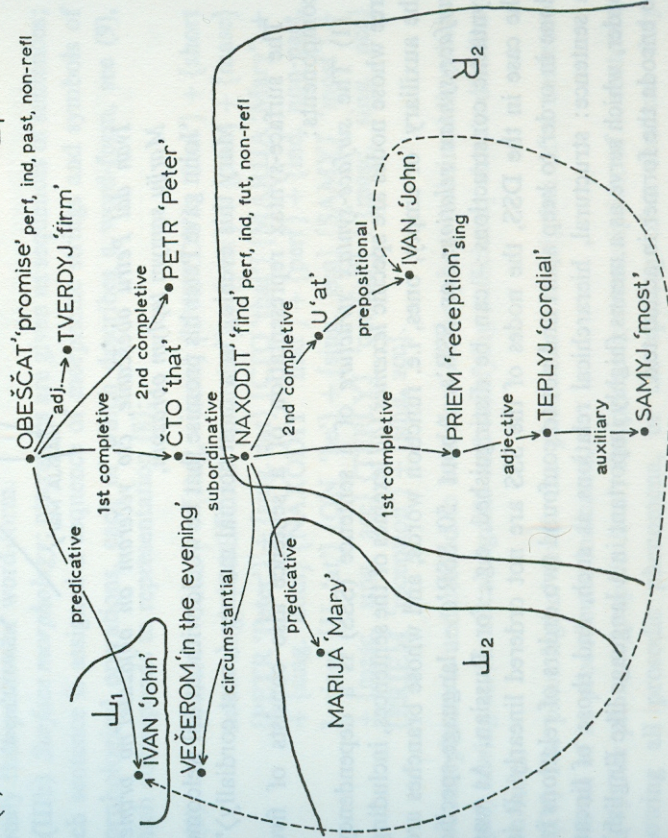 OBEŠČAT' 'promise' perf, ind, past, non-refl
adj.
TVERDYJ 'firm'
predicative
1st completive
2nd completive
PETR 'Peter'
ČTO 'that'
IVAN 'John'
VEČEROM 'in the evening'
subordinative
NAXODIT' 'find' perf, ind, fut, non-refl
R₂
circumstantial
predicative
2nd completive
U 'at'
MARIJA 'Mary'
prepositional
IVAN 'John'
1st completive
PRIEM 'reception' sing
adjective
TEPLYJ 'cordial'
auxiliary
SAMYJ 'most'